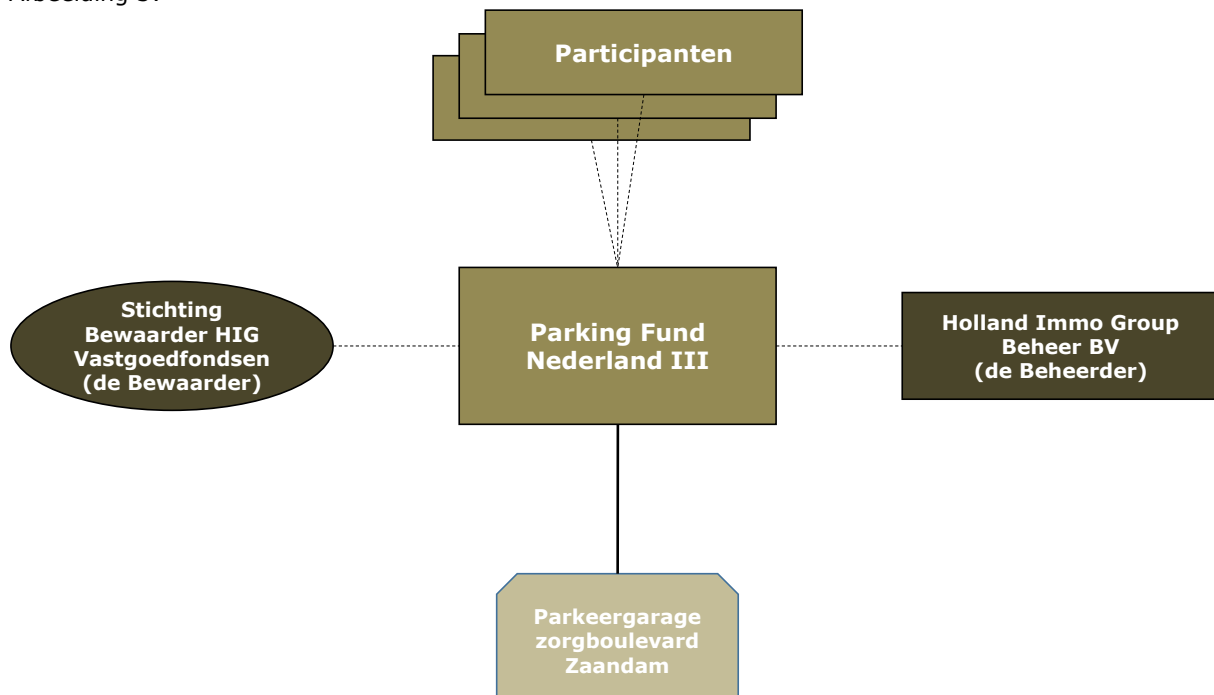 Participanten
Stichting
Bewaarder HIG
Vastgoedfondsen
(de Bewaarder)
Parking Fund
Nederland III
Holland Immo Group
Beheer BV
(de Beheerder)
Parkeergarage
zorgboulevard
Zaandam